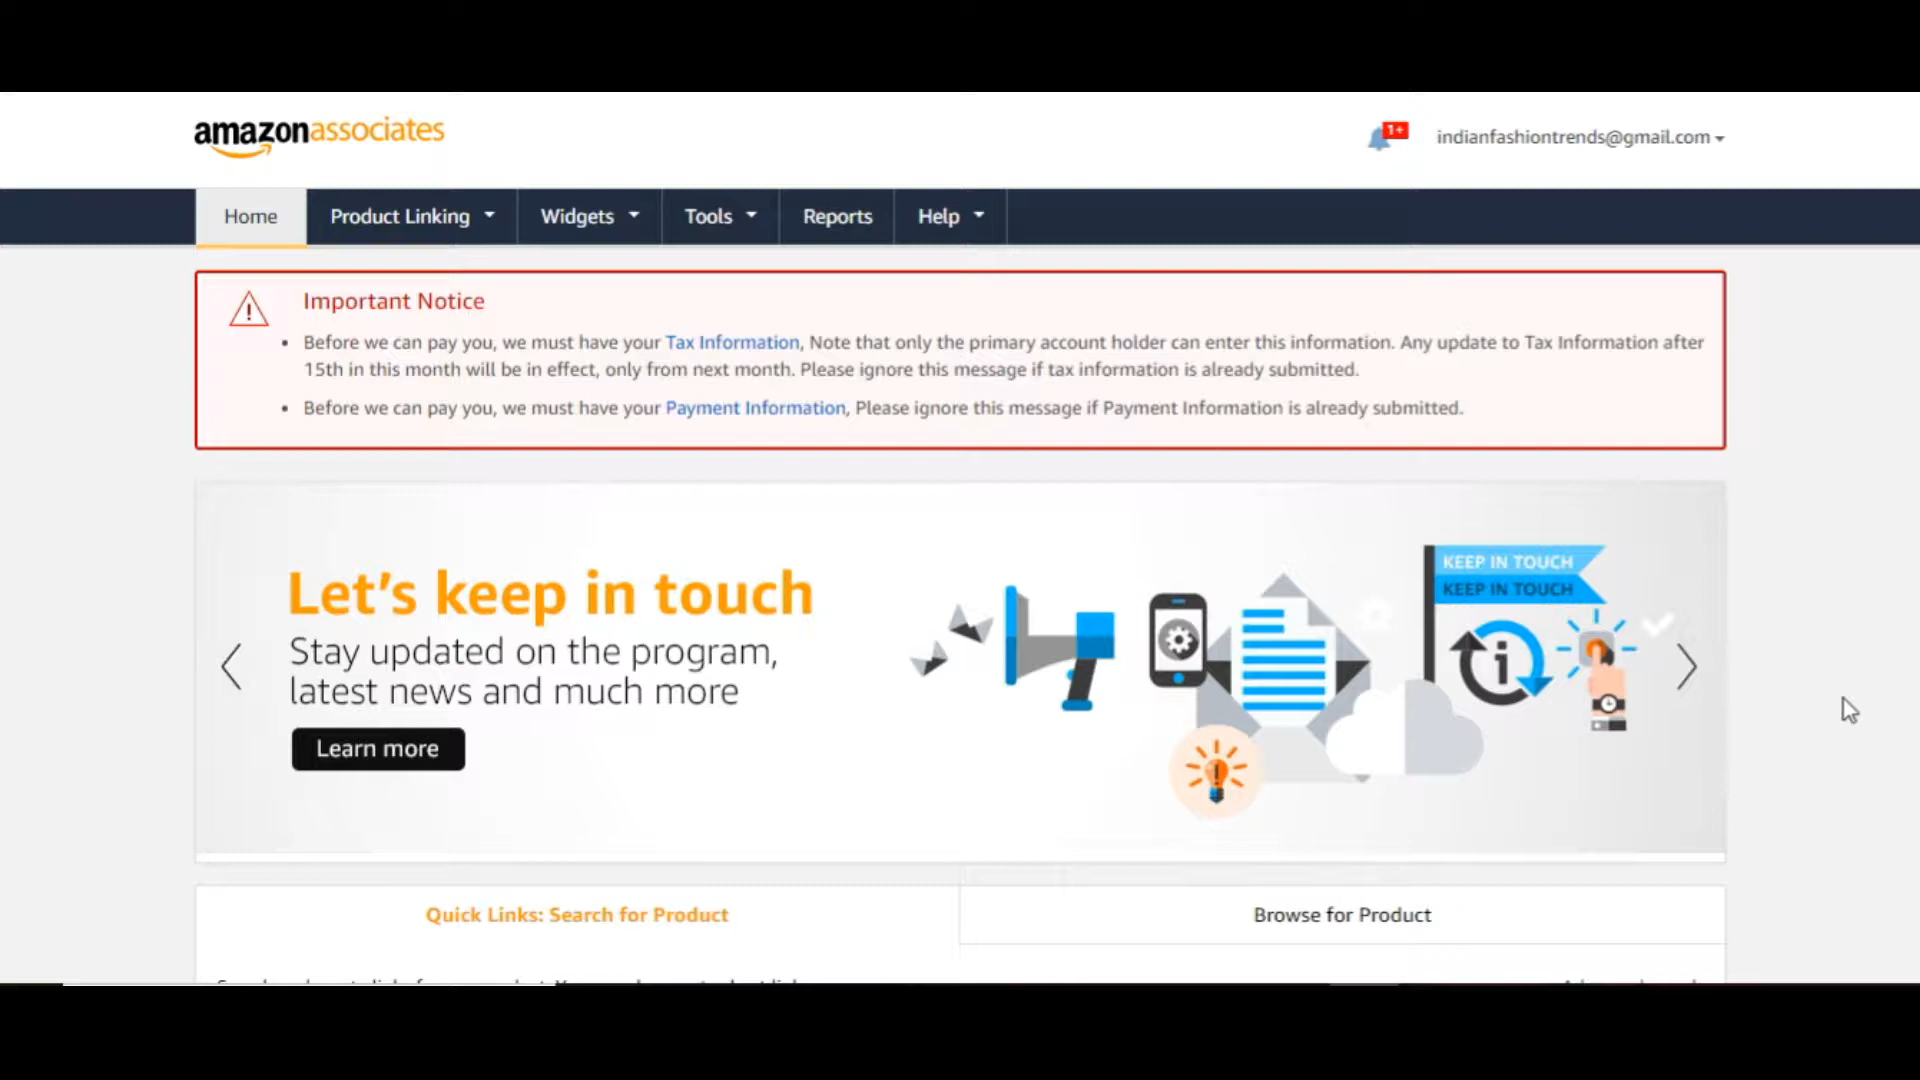 amazonassociates
1+
indianfashiontrends@gmail.com
Home
Product Linking
Widgets
Tools
Reports
Help
Important Notice
Before we can pay you, we must have your Tax Information, Note that only the primary account holder can enter this information. Any update to Tax Information after
15th in this month will be in effect, only from next month. Please ignore this message if tax information is already submitted.
Before we can pay you, we must have your Payment Information, Please ignore this message if Payment Information is already submitted.
Let's keep in touch
Stay updated on the program,
latest news and much more
Learn more
KEEP IN TOUCH
KEEP IN TOUCH
i
Quick Links: Search for Product
Browse for Product